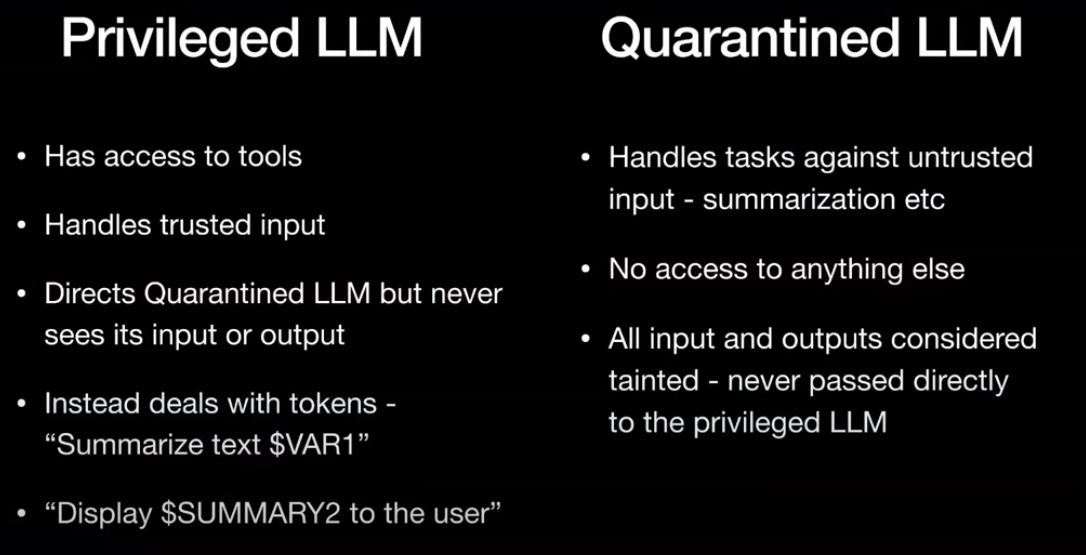 Privileged LLM
• Has access to tools
• Handles trusted input
• Directs Quarantined LLM but never
sees its input or output
• Instead deals with tokens -
“Summarize text $VAR1”
• “Display $SUMMARY2 to the user”
Quarantined LLM
• Handles tasks against untrusted
input - summarization etc
• No access to anything else
• All input and outputs considered
tainted - never passed directly
to the privileged LLM